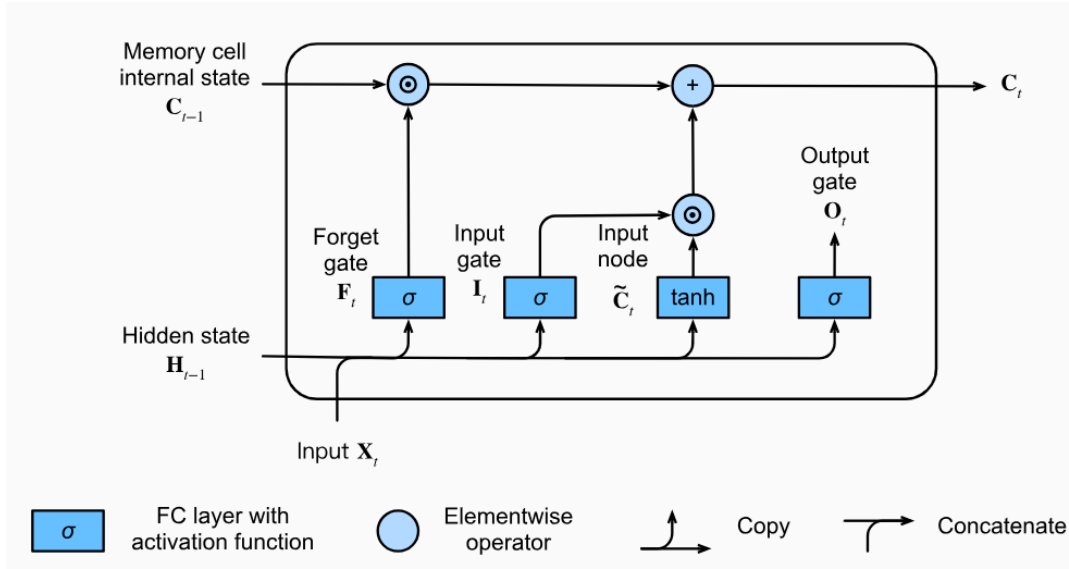 Memory cell
internal state
C_{t−1}
C_t
Output
gate
O_t
Forget
gate
F_t
Input
gate
I_t
Input
node
C̃_t
⊙
+
⊙
σ
σ
tanh
σ
Hidden state
H_{t−1}
Input X_t
σ
FC layer with
activation function
Elementwise
operator
Copy
Concatenate